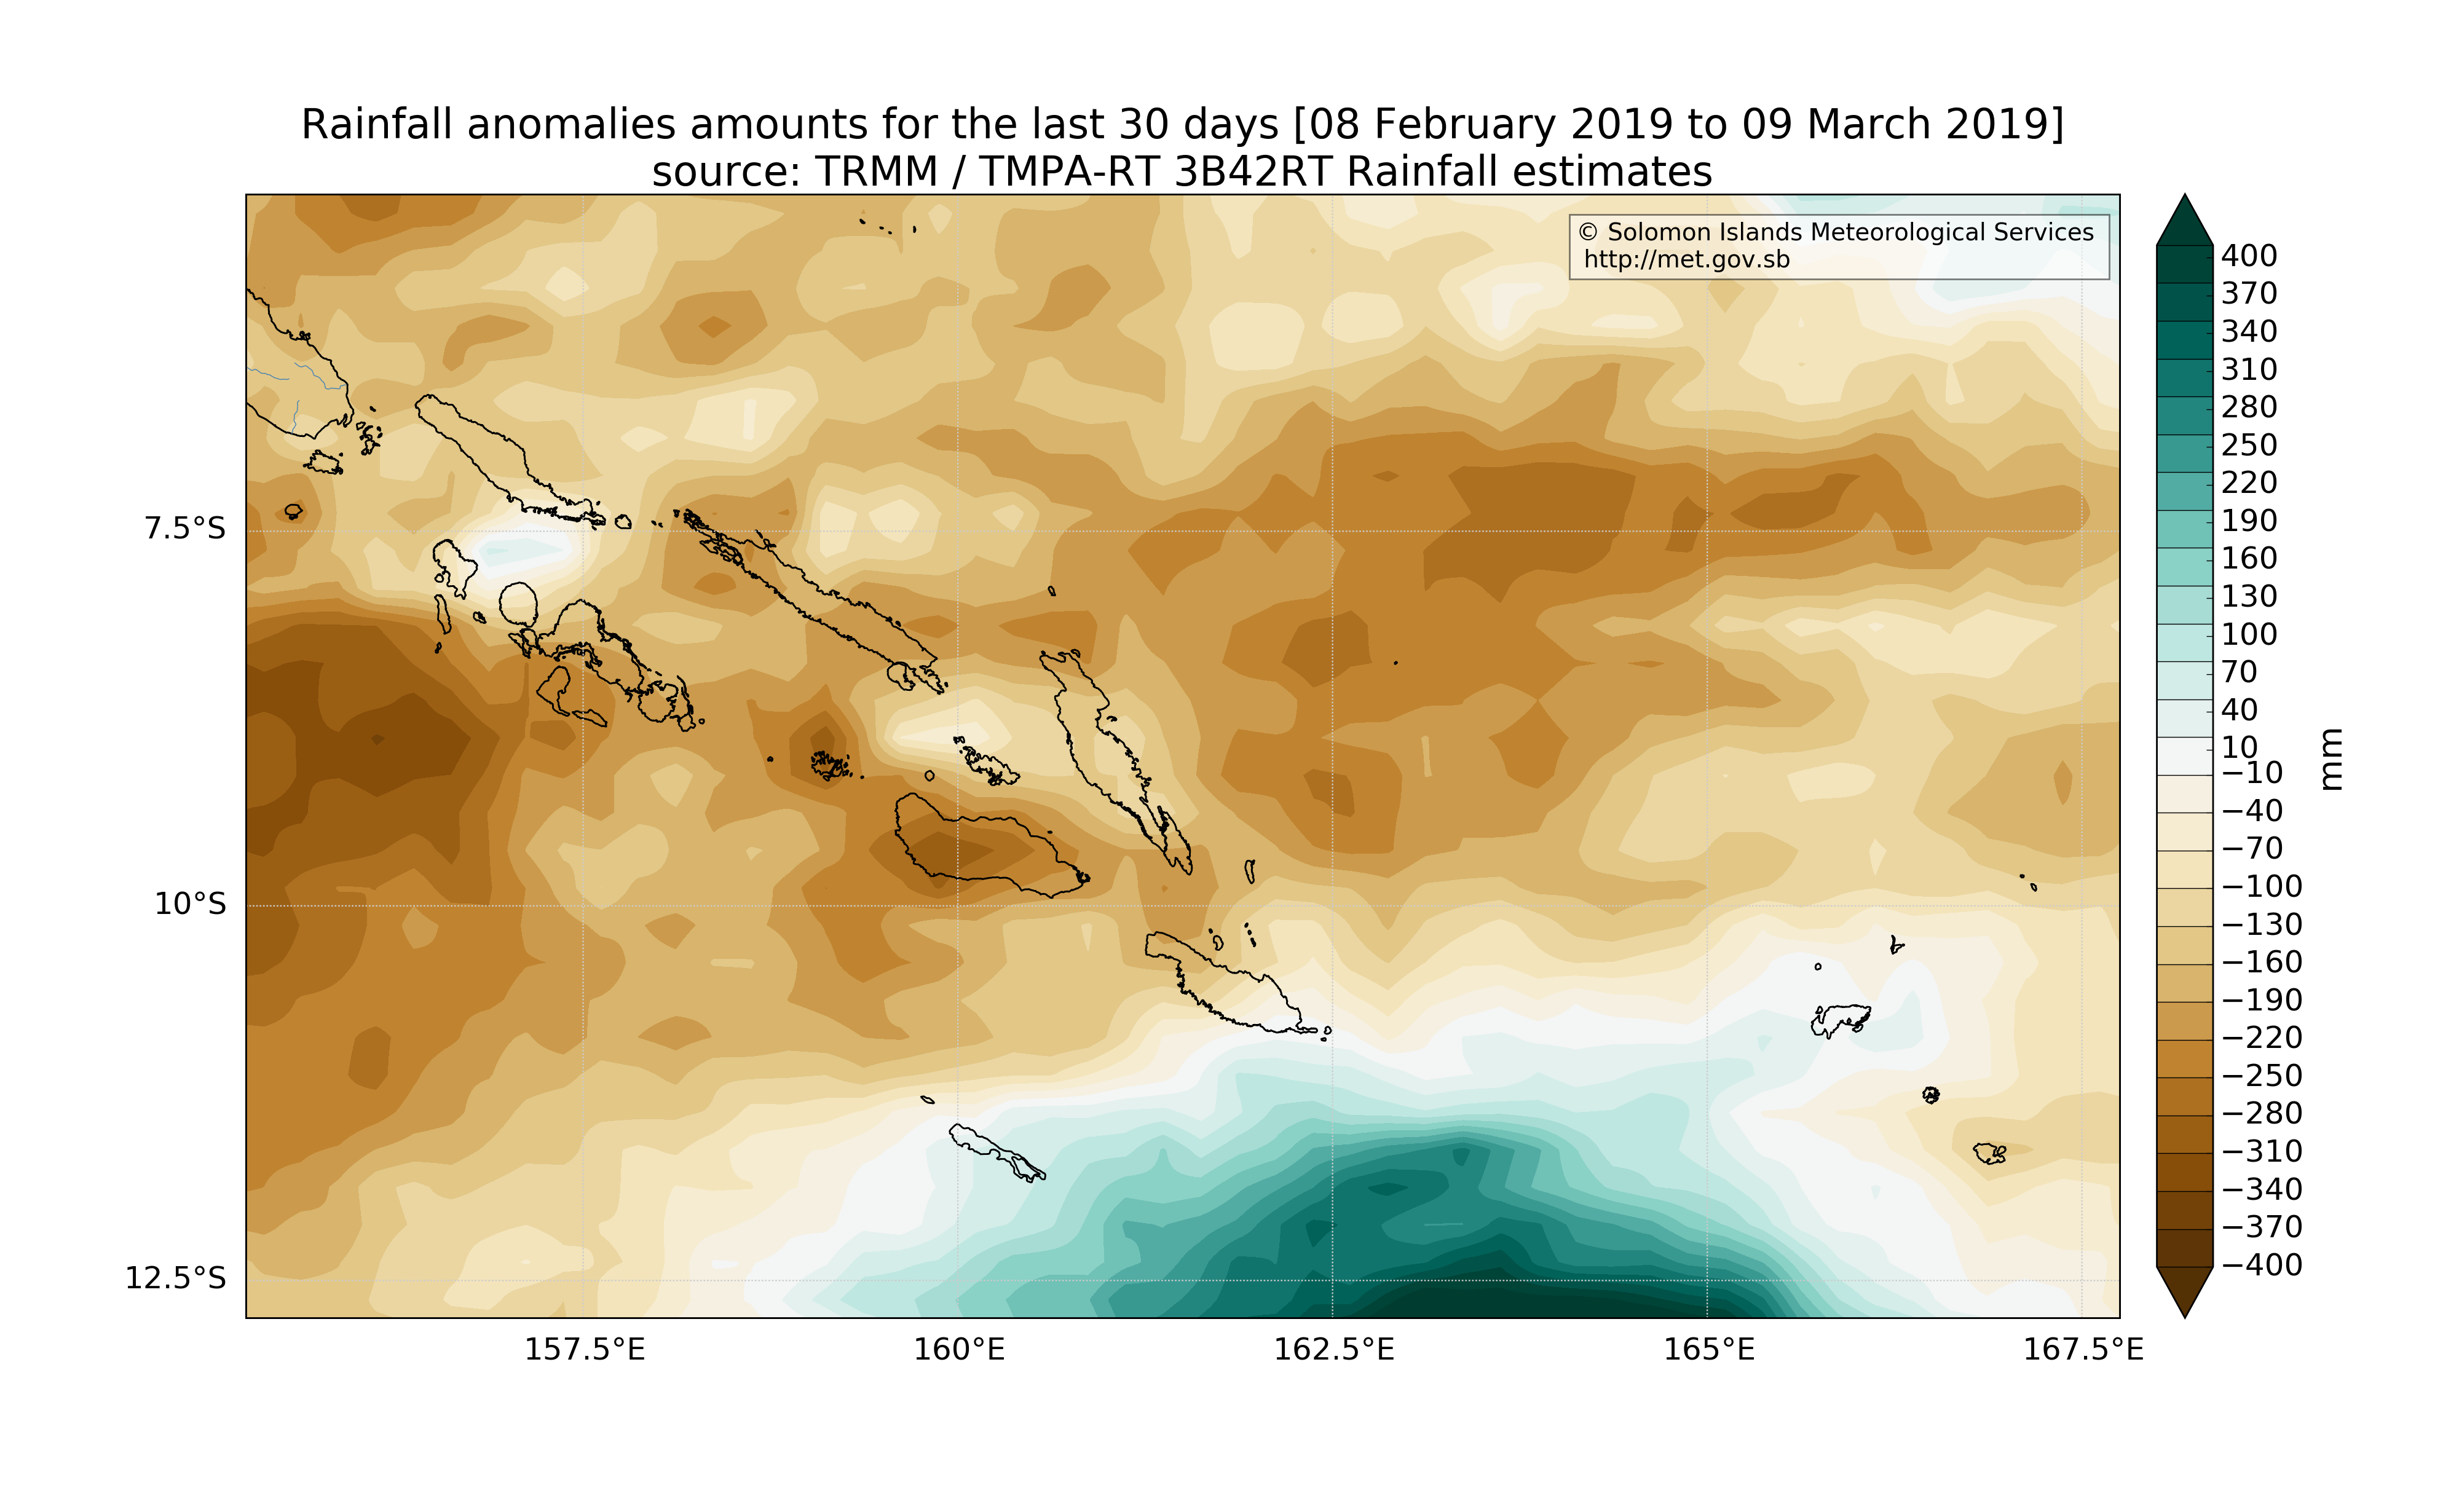 Rainfall anomalies amounts for the last 30 days [08 February 2019 to 09 March 2019]
source: TRMM / TMPA-RT 3B42RT Rainfall estimates
© Solomon Islands Meteorological Services
http://met.gov.sb
7.5°S
10°S
12.5°S
157.5°E
160°E
162.5°E
165°E
167.5°E
400
370
340
310
280
250
220
190
160
130
100
70
40
10
−10
−40
−70
−100
−130
−160
−190
−220
−250
−280
−310
−340
−370
−400
mm